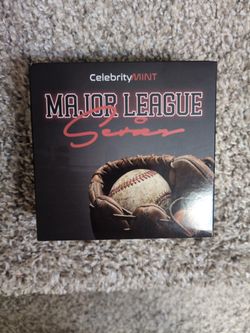 CelebrityMINT
MAJOR LEAGUE
Series